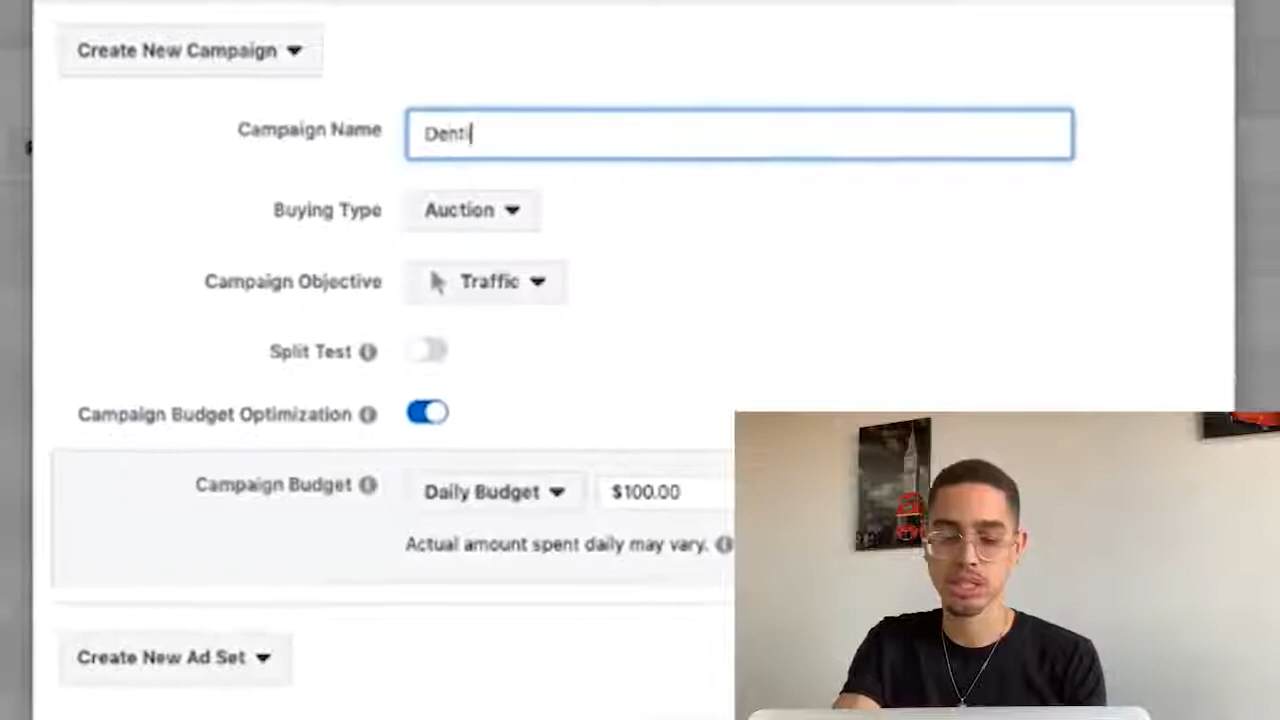 Create New Campaign
Campaign Name
Denti
Buying Type
Auction
Campaign Objective
Traffic
Split Test
Campaign Budget Optimization
Campaign Budget
Daily Budget
$100.00
Actual amount spent daily may vary.
Create New Ad Set